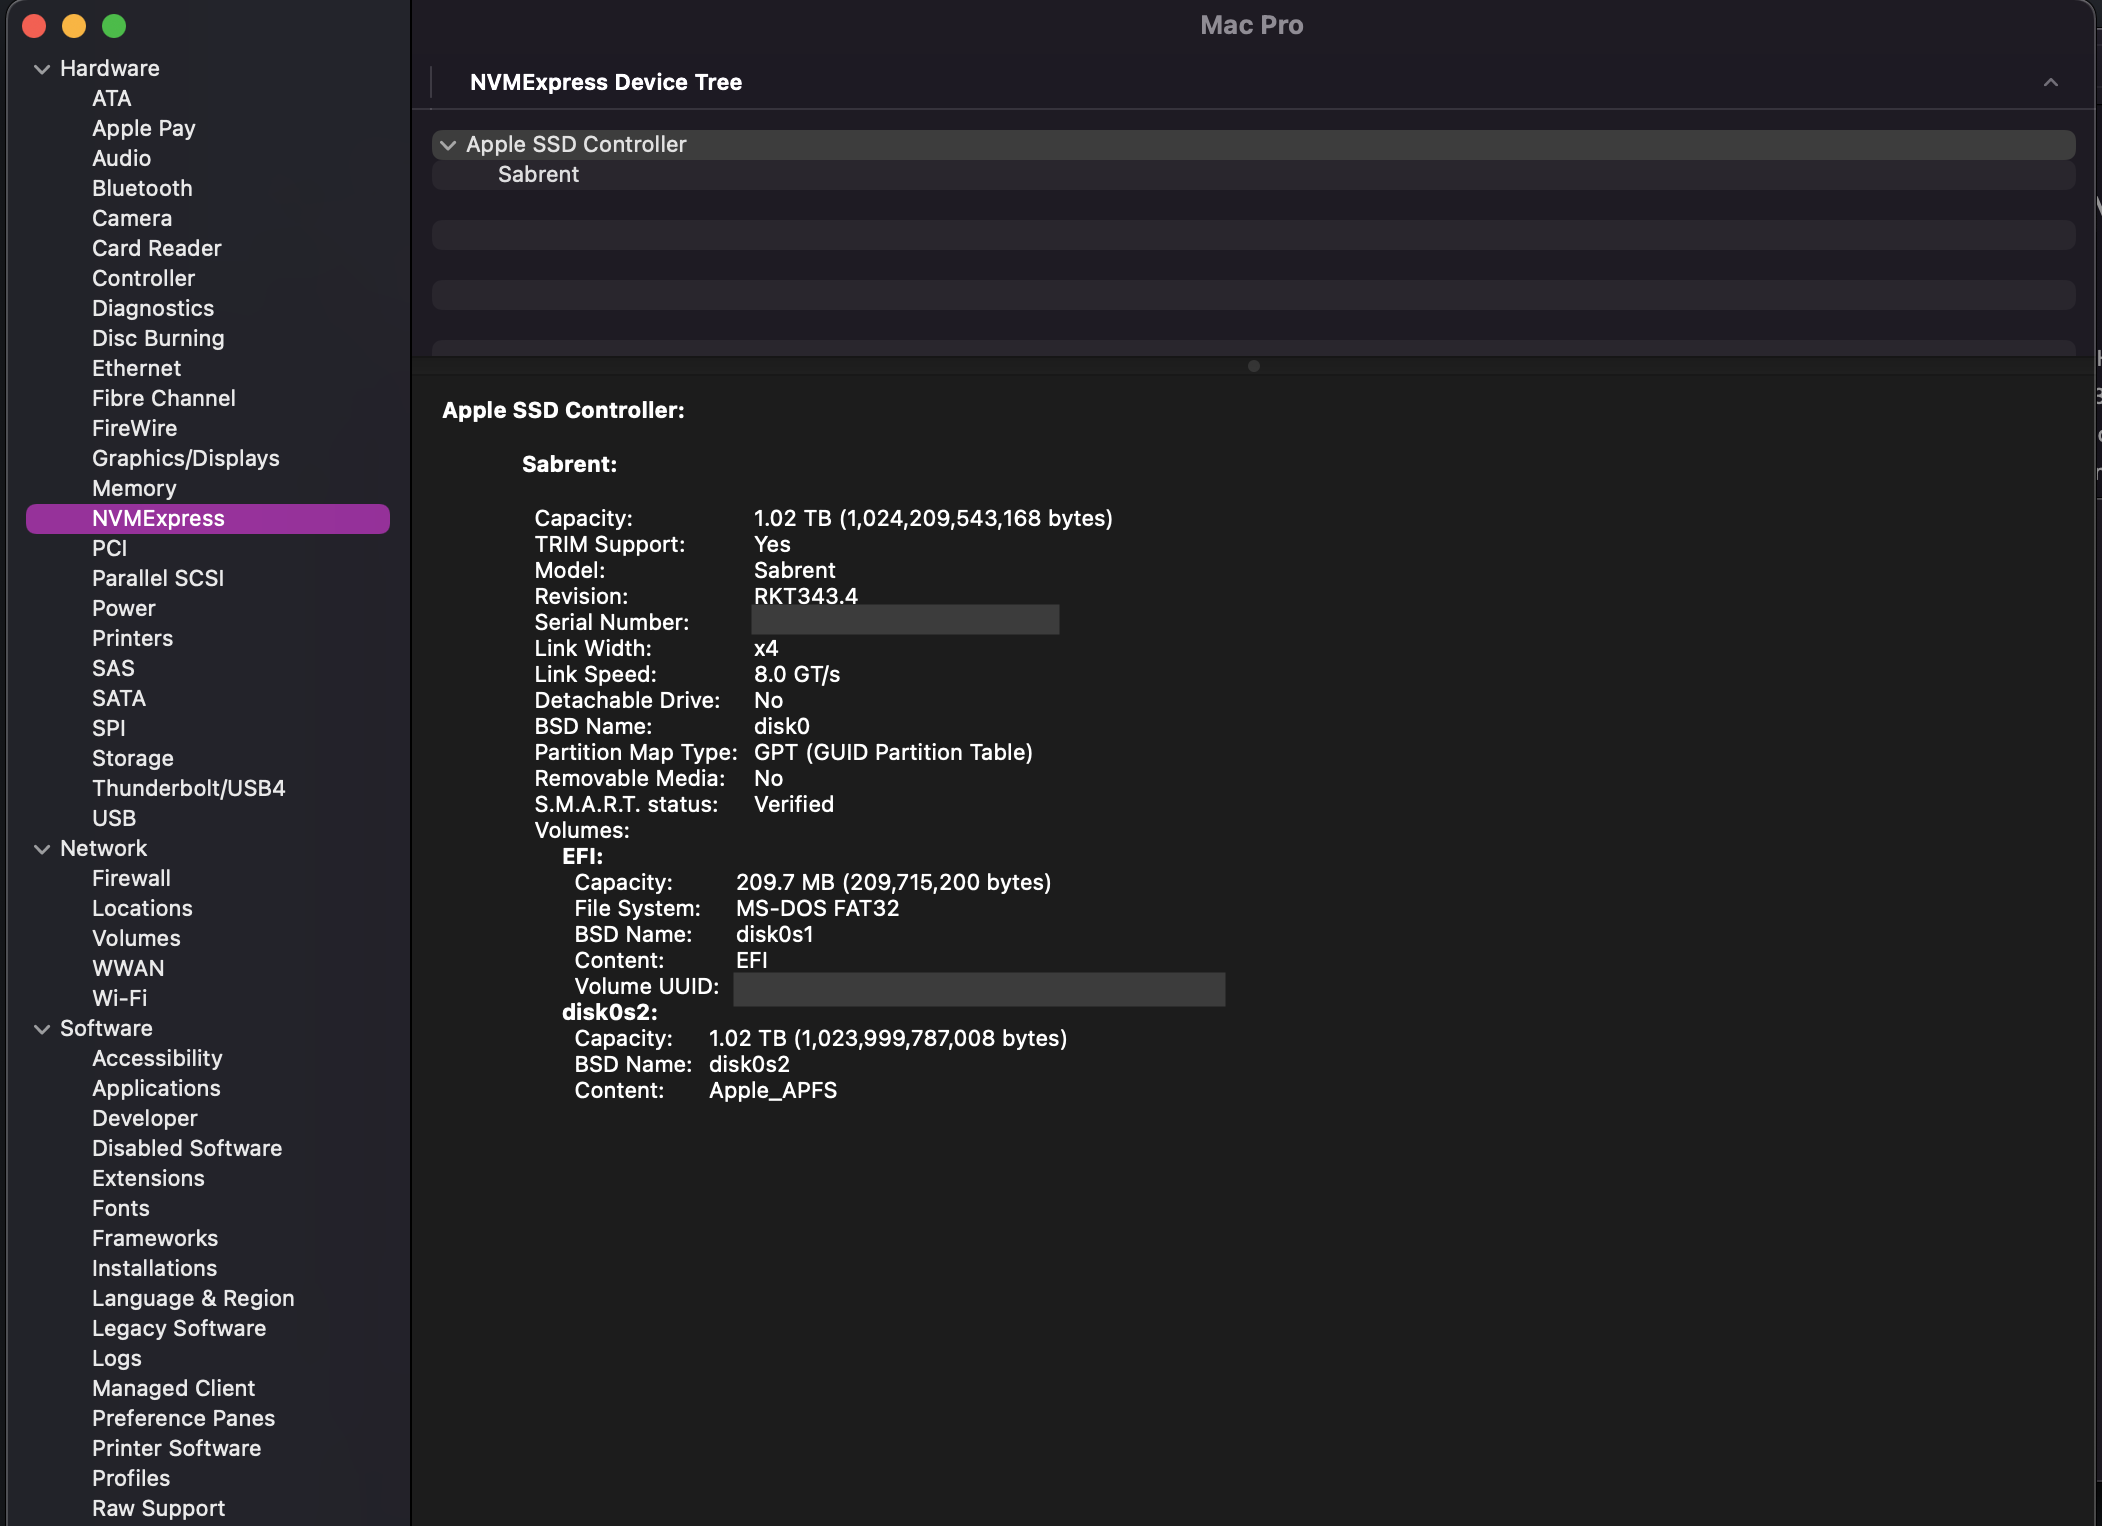 Mac Pro
Hardware
ATA
Apple Pay
Audio
Bluetooth
Camera
Card Reader
Controller
Diagnostics
Disc Burning
Ethernet
Fibre Channel
FireWire
Graphics/Displays
Memory
NVMExpress
PCI
Parallel SCSI
Power
Printers
SAS
SATA
SPI
Storage
Thunderbolt/USB4
USB
Network
Firewall
Locations
Volumes
WWAN
Wi-Fi
Software
Accessibility
Applications
Developer
Disabled Software
Extensions
Fonts
Frameworks
Installations
Language & Region
Legacy Software
Logs
Managed Client
Preference Panes
Printer Software
Profiles
Raw Support
NVMExpress Device Tree
Apple SSD Controller
Sabrent
Apple SSD Controller:
Sabrent:
Capacity: 1.02 TB (1,024,209,543,168 bytes)
TRIM Support: Yes
Model: Sabrent
Revision: RKT343.4
Serial Number:
Link Width: x4
Link Speed: 8.0 GT/s
Detachable Drive: No
BSD Name: disk0
Partition Map Type: GPT (GUID Partition Table)
Removable Media: No
S.M.A.R.T. status: Verified
Volumes:
EFI:
Capacity: 209.7 MB (209,715,200 bytes)
File System: MS-DOS FAT32
BSD Name: disk0s1
Content: EFI
Volume UUID:
disk0s2:
Capacity: 1.02 TB (1,023,999,787,008 bytes)
BSD Name: disk0s2
Content: Apple_APFS